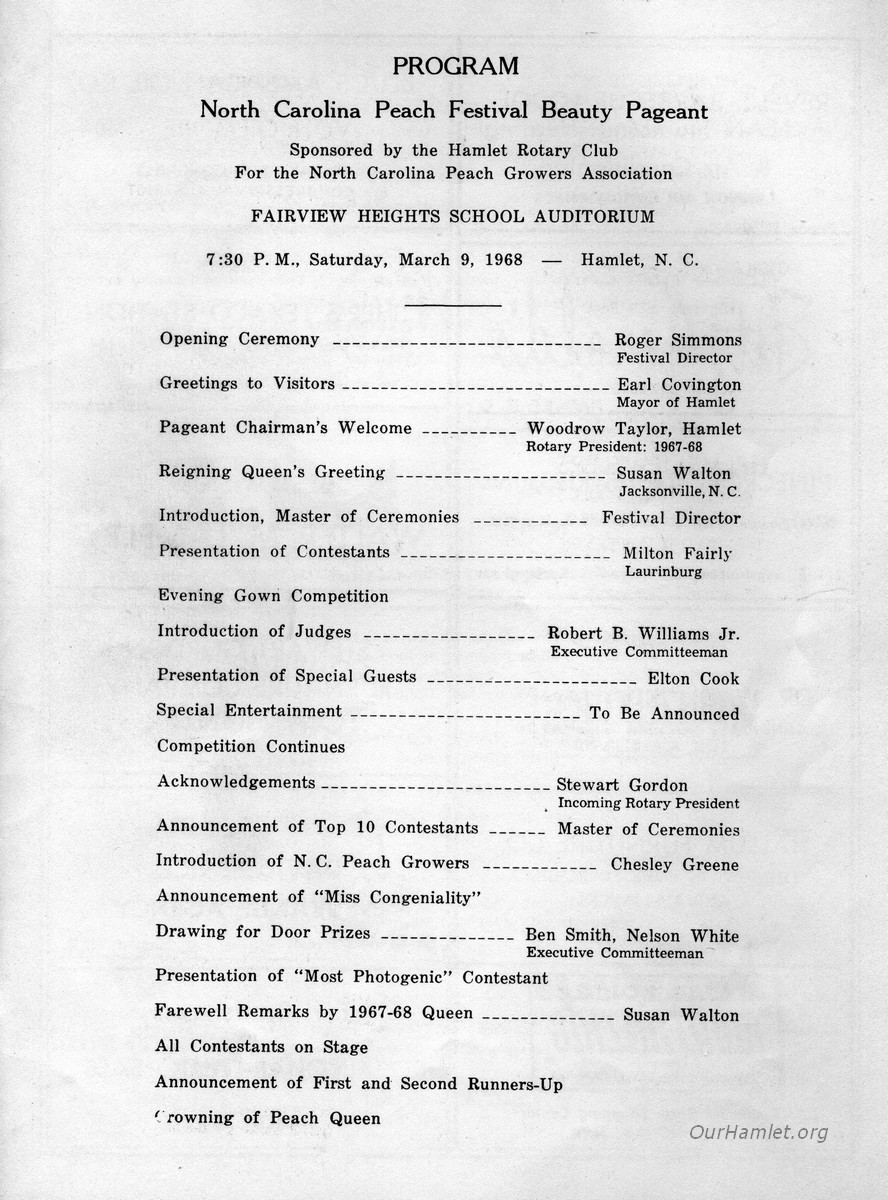 PROGRAM
North Carolina Peach Festival Beauty Pageant
Sponsored by the Hamlet Rotary Club
For the North Carolina Peach Growers Association
FAIRVIEW HEIGHTS SCHOOL AUDITORIUM
7:30 P. M., Saturday, March 9, 1968 — Hamlet, N. C.
Opening Ceremony Roger Simmons
Festival Director
Greetings to Visitors Earl Covington
Mayor of Hamlet
Pageant Chairman's Welcome Woodrow Taylor, Hamlet
Rotary President: 1967-68
Reigning Queen's Greeting Susan Walton
Jacksonville, N. C.
Introduction, Master of Ceremonies Festival Director
Presentation of Contestants Milton Fairly
Laurinburg
Evening Gown Competition
Introduction of Judges Robert B. Williams Jr.
Executive Committeeman
Presentation of Special Guests Elton Cook
Special Entertainment To Be Announced
Competition Continues
Acknowledgements Stewart Gordon
Incoming Rotary President
Announcement of Top 10 Contestants Master of Ceremonies
Introduction of N. C. Peach Growers Chesley Greene
Announcement of "Miss Congeniality"
Drawing for Door Prizes Ben Smith, Nelson White
Executive Committeeman
Presentation of "Most Photogenic" Contestant
Farewell Remarks by 1967-68 Queen Susan Walton
All Contestants on Stage
Announcement of First and Second Runners-Up
Crowning of Peach Queen
OurHamlet.org